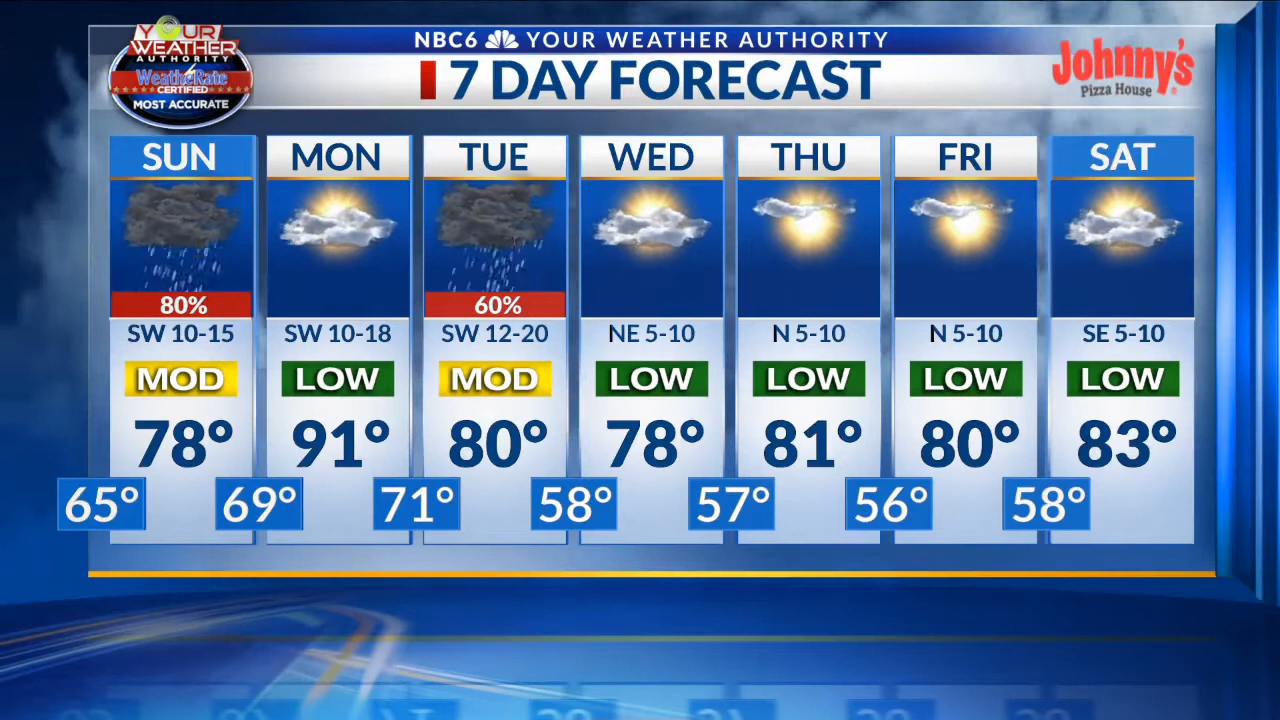 YOUR
WEATHER
AUTHORITY
WeatheRate
CERTIFIED
MOST ACCURATE
NBC6 YOUR WEATHER AUTHORITY
7 DAY FORECAST
Johnny's
Pizza House
SUN MON TUE WED THU FRI SAT
80% 60%
SW 10-15 SW 10-18 SW 12-20 NE 5-10 N 5-10 N 5-10 SE 5-10
MOD LOW MOD LOW LOW LOW LOW
78° 91° 80° 78° 81° 80° 83°
65° 69° 71° 58° 57° 56° 58°